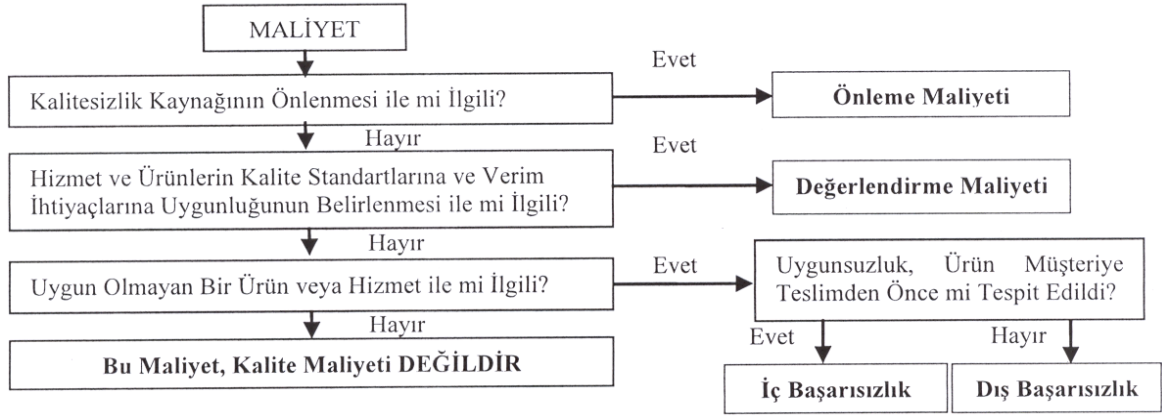 MALİYET
Evet
Kalitesizlik Kaynağının Önlenmesi ile mi İlgili?
Önleme Maliyeti
Hayır
Evet
Hizmet ve Ürünlerin Kalite Standartlarına ve Verim
İhtiyaçlarına Uygunluğunun Belirlenmesi ile mi İlgili?
Değerlendirme Maliyeti
Hayır
Evet
Uygun Olmayan Bir Ürün veya Hizmet ile mi İlgili?
Uygunsuzluk, Ürün Müşteriye
Teslimden Önce mi Tespit Edildi?
Hayır
Evet
Hayır
Bu Maliyet, Kalite Maliyeti DEĞİLDİR
İç Başarısızlık
Dış Başarısızlık